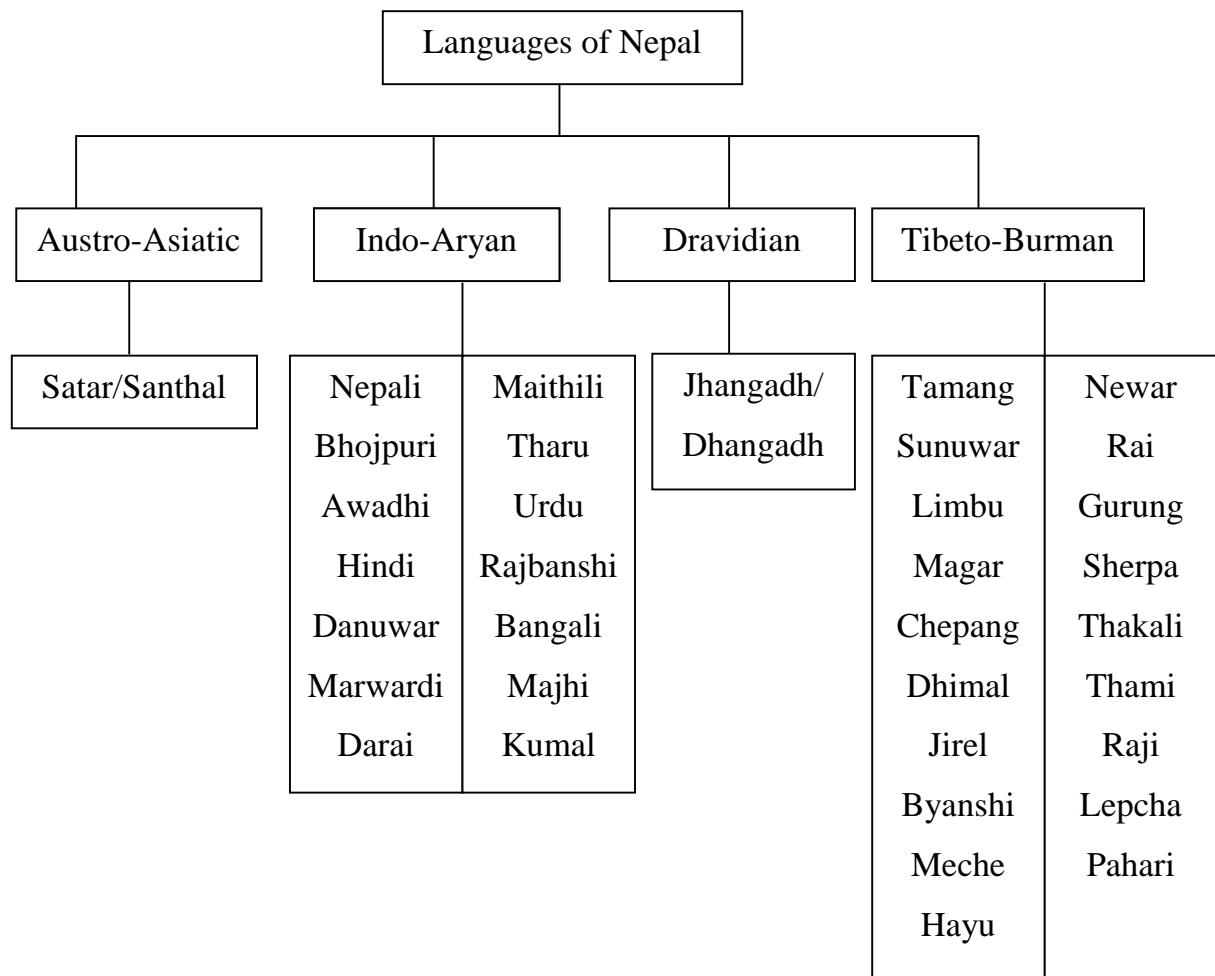 Languages of Nepal
Austro-Asiatic
Indo-Aryan
Dravidian
Tibeto-Burman
Satar/Santhal
Nepali
Bhojpuri
Awadhi
Hindi
Danuwar
Marwardi
Darai
Maithili
Tharu
Urdu
Rajbanshi
Bangali
Majhi
Kumal
Jhangadh/
Dhangadh
Tamang
Sunuwar
Limbu
Magar
Chepang
Dhimal
Jirel
Byanshi
Meche
Hayu
Newar
Rai
Gurung
Sherpa
Thakali
Thami
Raji
Lepcha
Pahari